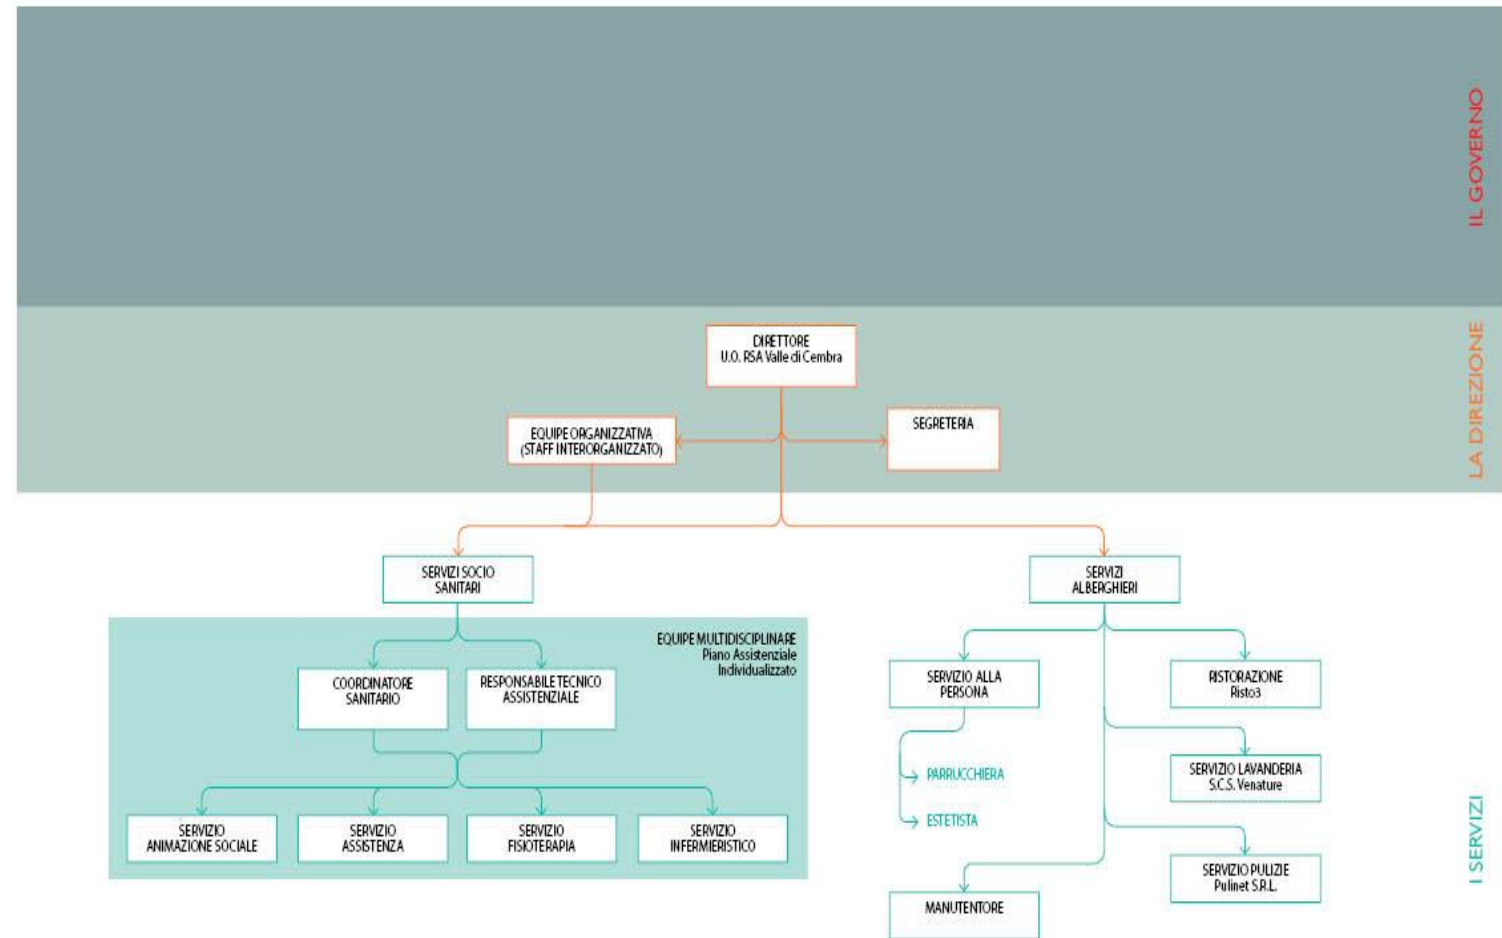 IL GOVERNO
DIRETTORE
U.O. RSA Valle di Cembra
LA DIREZIONE
EQUIPE ORGANIZZATIVA
(STAFF INTERORGANIZZATO)
SEGRETERIA
SERVIZI SOCIO
SANITARI
SERVIZI
ALBERGHIERI
EQUIPE MULTIDISCIPLINARE
Piano Assistenziale
Individualizzato
COORDINATORE
SANITARIO
RESPONSABILE TECNICO
ASSISTENZIALE
SERVIZIO ALLA
PERSONA
RISTORAZIONE
Risto3
PARRUCCHIERA
ESTETISTA
SERVIZIO LAVANDERIA
S.C.S. Venature
SERVIZIO
ANIMAZIONE SOCIALE
SERVIZIO
ASSISTENZA
SERVIZIO
FISIOTERAPIA
SERVIZIO
INFERMIERISTICO
SERVIZIO PULIZIE
Pulinet S.R.L.
MANUTENTORE
I SERVIZI